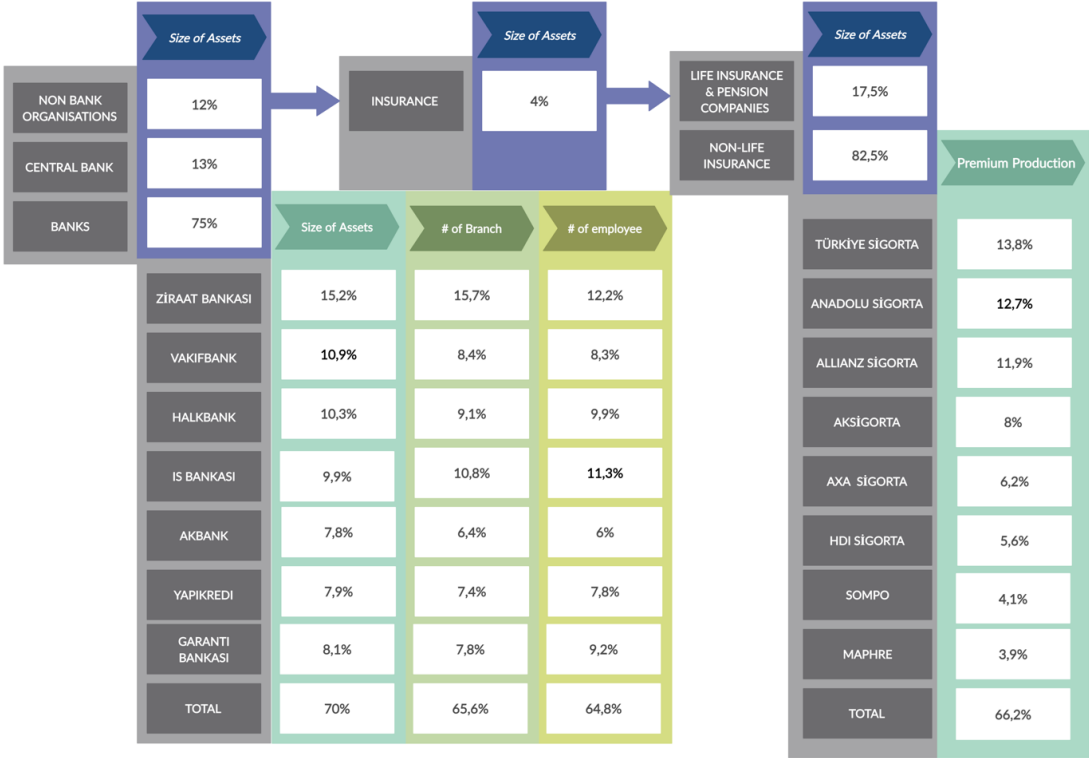 Size of Assets
Size of Assets
Size of Assets
NON BANK
ORGANISATIONS
12%
INSURANCE
4%
LIFE INSURANCE
& PENSION
COMPANIES
17,5%
CENTRAL BANK
13%
NON-LIFE
INSURANCE
82,5%
Premium Production
BANKS
75%
Size of Assets
# of Branch
# of employee
ZİRAAT BANKASI
15,2%
15,7%
12,2%
VAKIFBANK
10,9%
8,4%
8,3%
HALKBANK
10,3%
9,1%
9,9%
IS BANKASI
9,9%
10,8%
11,3%
AKBANK
7,8%
6,4%
6%
YAPIKREDI
7,9%
7,4%
7,8%
GARANTI
BANKASI
8,1%
7,8%
9,2%
TOTAL
70%
65,6%
64,8%
TÜRKİYE SİGORTA
13,8%
ANADOLU SİGORTA
12,7%
ALLIANZ SİGORTA
11,9%
AKSİGORTA
8%
AXA SİGORTA
6,2%
HDI SİGORTA
5,6%
SOMPO
4,1%
MAPHRE
3,9%
TOTAL
66,2%